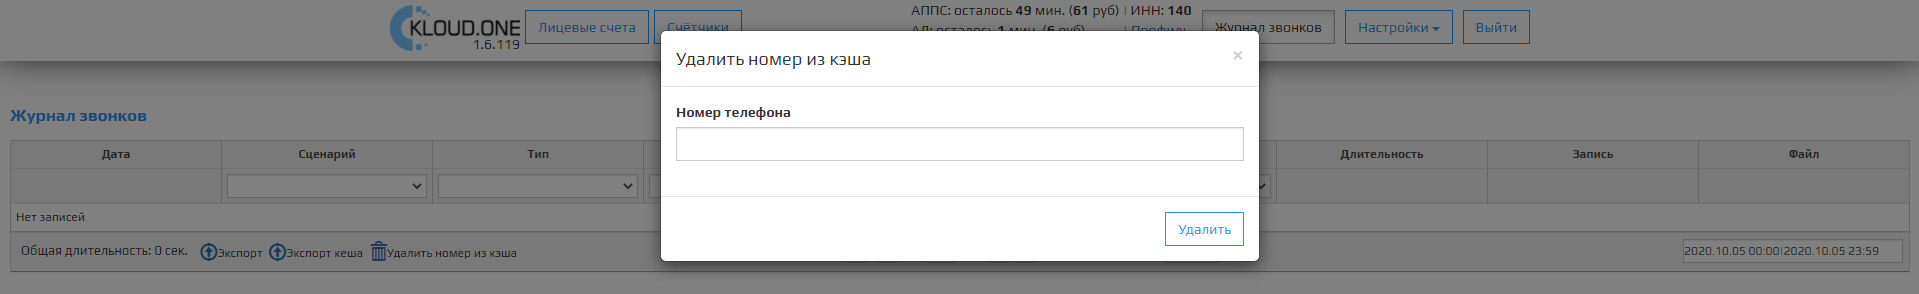 KLOUD.ONE
1.6.119
Лицевые счета
Счётчики
АППС: осталось 49 мин. (61 руб) | ИНН: 140
АП: осталось 1 мин. (6 руб) | Профиль
Журнал звонков
Настройки
Выйти
Удалить номер из кэша
×
Номер телефона
Удалить
Журнал звонков
Дата Сценарий Тип Длительность Запись Файл
Нет записей
Общая длительность: 0 сек. Экспорт Экспорт кеша Удалить номер из кэша
2020.10.05 00:00|2020.10.05 23:59